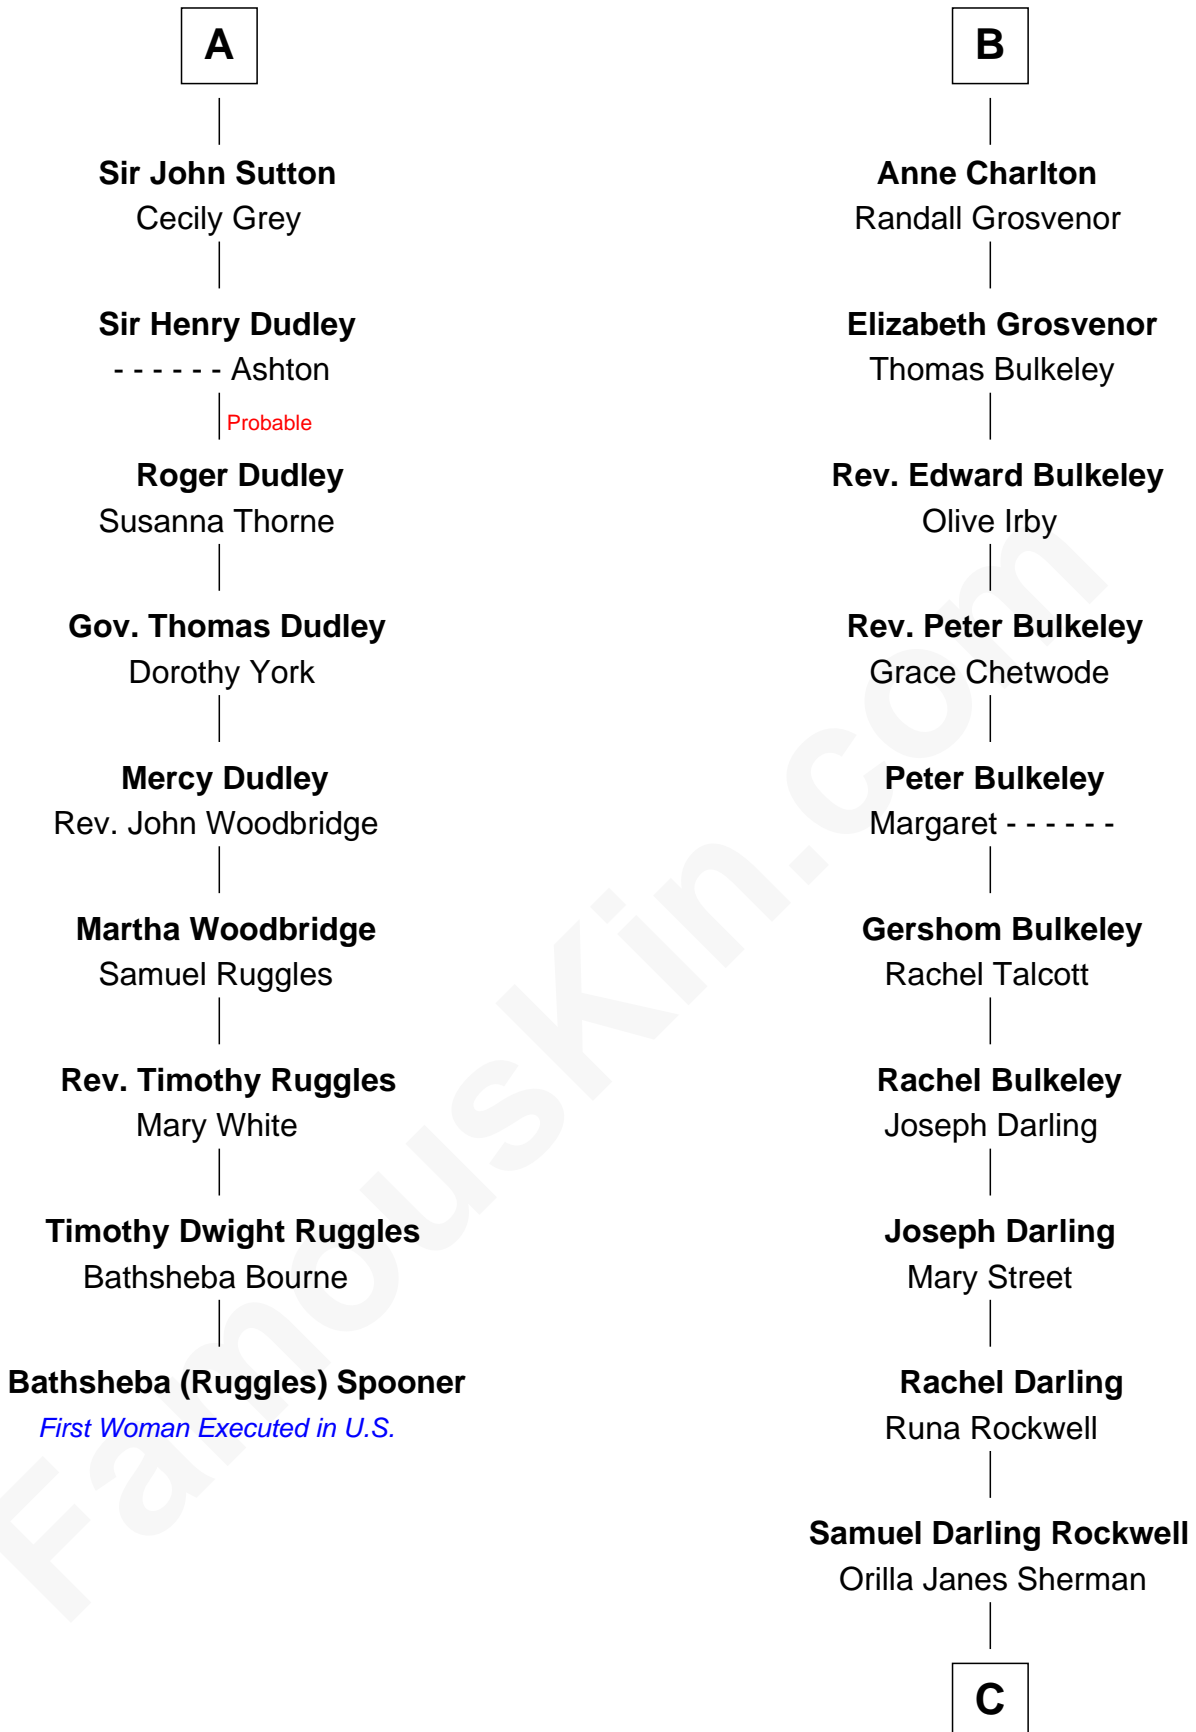 A
Sir John Sutton
Cecily Grey
Sir Henry Dudley
- - - - - - Ashton
Probable
Roger Dudley
Susanna Thorne
Gov. Thomas Dudley
Dorothy York
Mercy Dudley
Rev. John Woodbridge
Martha Woodbridge
Samuel Ruggles
Rev. Timothy Ruggles
Mary White
Timothy Dwight Ruggles
Bathsheba Bourne
Bathsheba (Ruggles) Spooner
First Woman Executed in U.S.
B
Anne Charlton
Randall Grosvenor
Elizabeth Grosvenor
Thomas Bulkeley
Rev. Edward Bulkeley
Olive Irby
Rev. Peter Bulkeley
Grace Chetwode
Peter Bulkeley
Margaret - - - - - -
Gershom Bulkeley
Rachel Talcott
Rachel Bulkeley
Joseph Darling
Joseph Darling
Mary Street
Rachel Darling
Runa Rockwell
Samuel Darling Rockwell
Orilla Janes Sherman
C
FamousKin.com